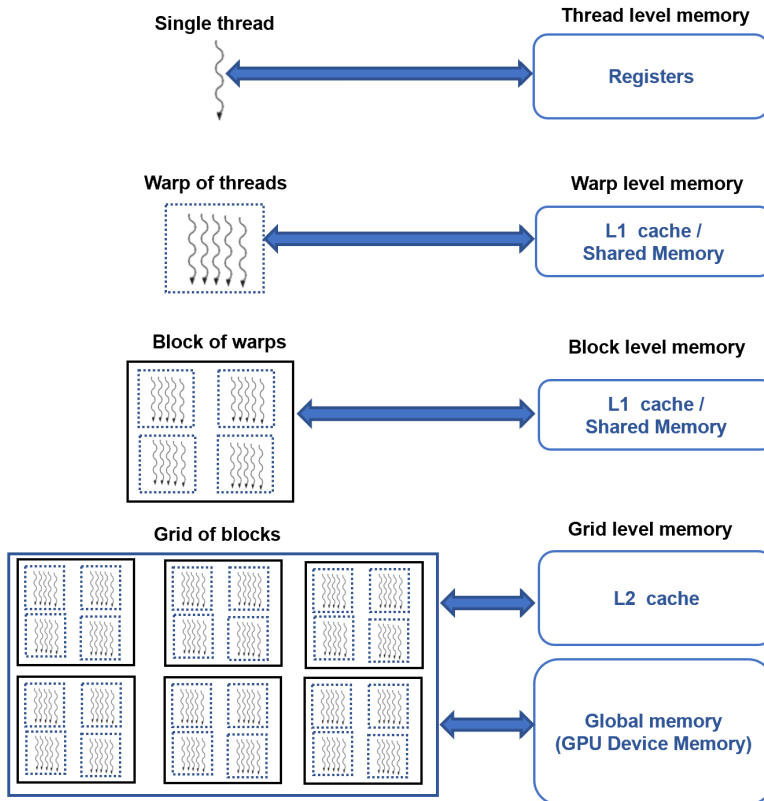 Single thread
Thread level memory
Registers
Warp of threads
Warp level memory
L1 cache /
Shared Memory
Block of warps
Block level memory
L1 cache /
Shared Memory
Grid of blocks
Grid level memory
L2 cache
Global memory
(GPU Device Memory)